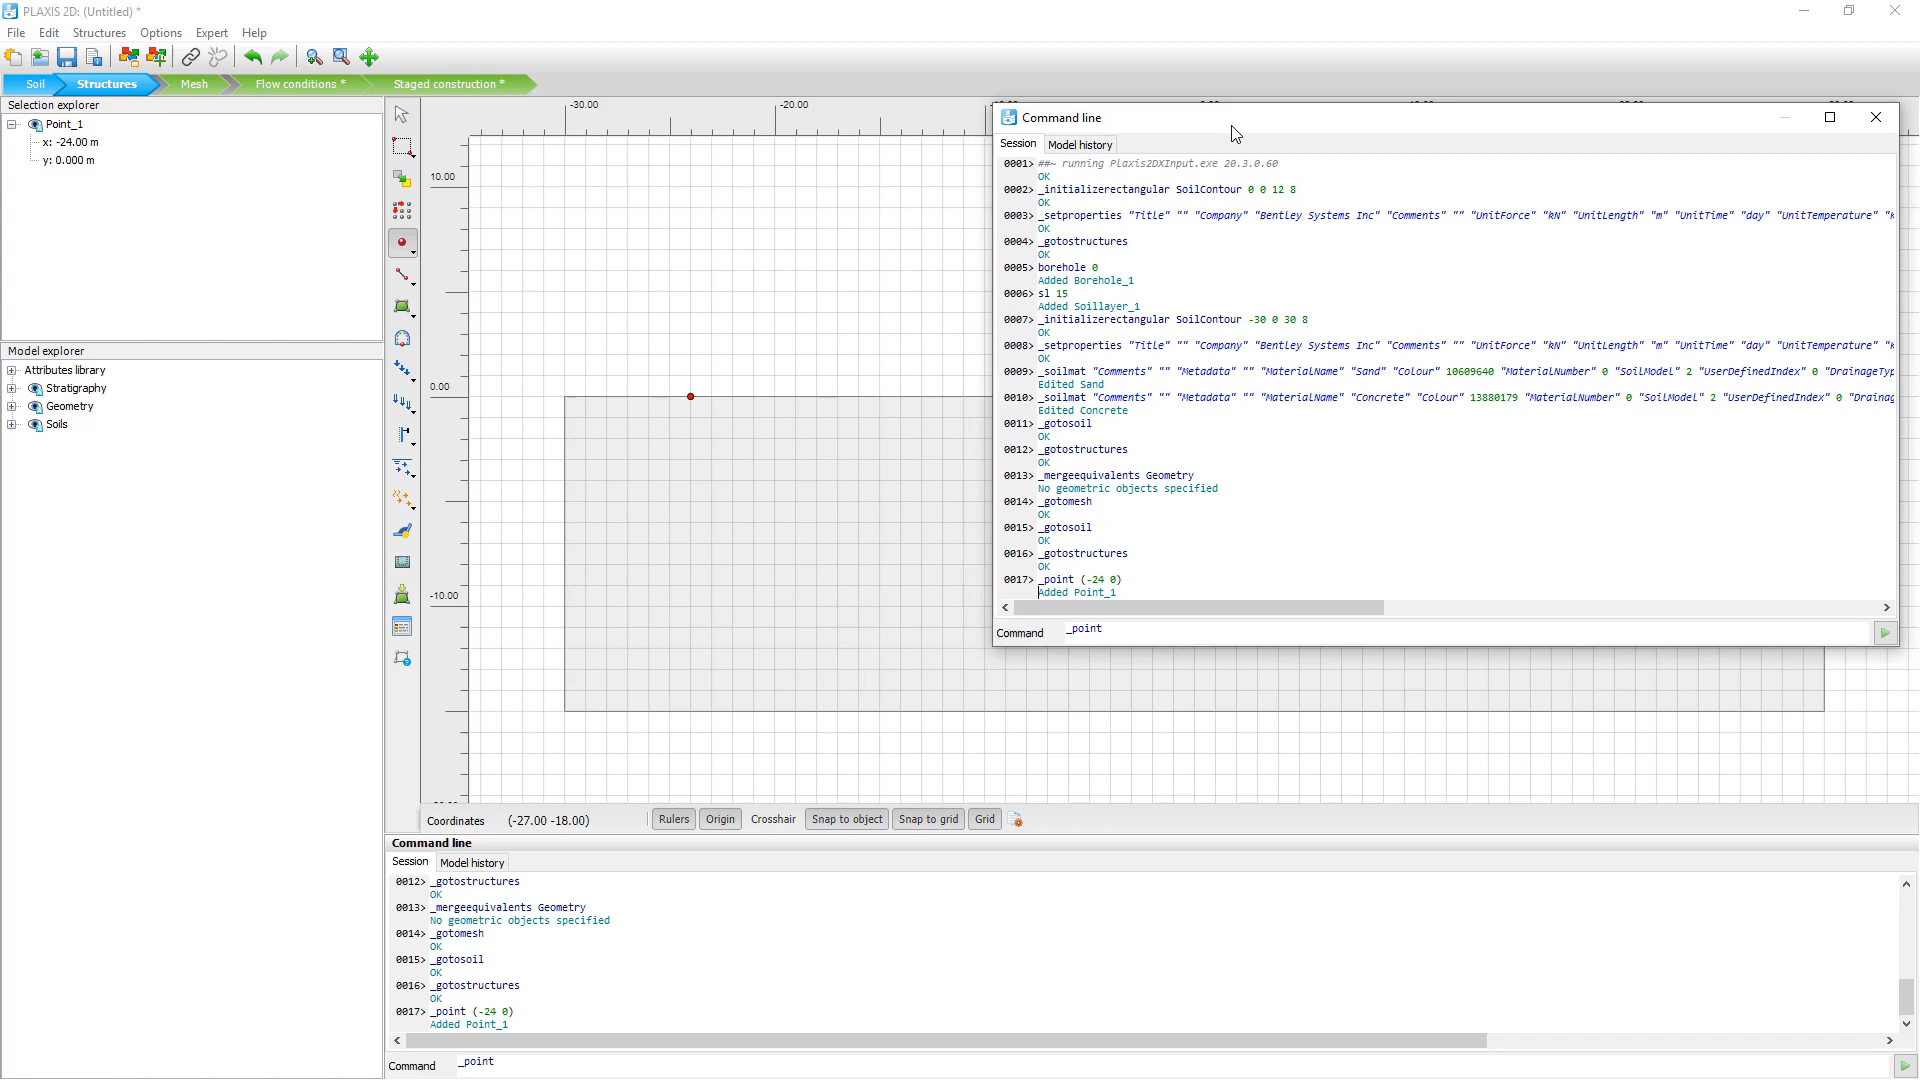 PLAXIS 2D: (Untitled) *
File Edit Structures Options Expert Help
Soil Structures Mesh Flow conditions * Staged construction *
Selection explorer
Point_1
x: -24.00 m
y: 0.000 m
Model explorer
Attributes library
Stratigraphy
Geometry
Soils
-30.00 -20.00
10.00
0.00
-10.00
Command line
Session Model history
0001> ##~ running Plaxis2DXInput.exe 20.3.0.60
OK
0002> _initializerectangular SoilContour 0 0 12 8
OK
0003> _setproperties "Title" "" "Company" "Bentley Systems Inc" "Comments" "" "UnitForce" "kN" "UnitLength" "m" "UnitTime" "day" "UnitTemperature" "K
OK
0004> _gotostructures
OK
0005> borehole 0
Added Borehole_1
0006> sl 15
Added Soillayer_1
0007> _initializerectangular SoilContour -30 0 30 8
OK
0008> _setproperties "Title" "" "Company" "Bentley Systems Inc" "Comments" "" "UnitForce" "kN" "UnitLength" "m" "UnitTime" "day" "UnitTemperature" "K
OK
0009> _soilmat "Comments" "" "Metadata" "" "MaterialName" "Sand" "Colour" 10609640 "MaterialNumber" 0 "SoilModel" 2 "UserDefinedIndex" 0 "DrainageTyp
Edited Sand
0010> _soilmat "Comments" "" "Metadata" "" "MaterialName" "Concrete" "Colour" 13880179 "MaterialNumber" 0 "SoilModel" 2 "UserDefinedIndex" 0 "Drainag
Edited Concrete
0011> _gotosoil
OK
0012> _gotostructures
OK
0013> _mergeequivalents Geometry
No geometric objects specified
0014> _gotomesh
OK
0015> _gotosoil
OK
0016> _gotostructures
OK
0017> _point (-24 0)
Added Point_1
Command _point
Coordinates (-27.00 -18.00) Rulers Origin Crosshair Snap to object Snap to grid Grid
Command line
Session Model history
0012> _gotostructures
OK
0013> _mergeequivalents Geometry
No geometric objects specified
0014> _gotomesh
OK
0015> _gotosoil
OK
0016> _gotostructures
OK
0017> _point (-24 0)
Added Point_1
Command _point